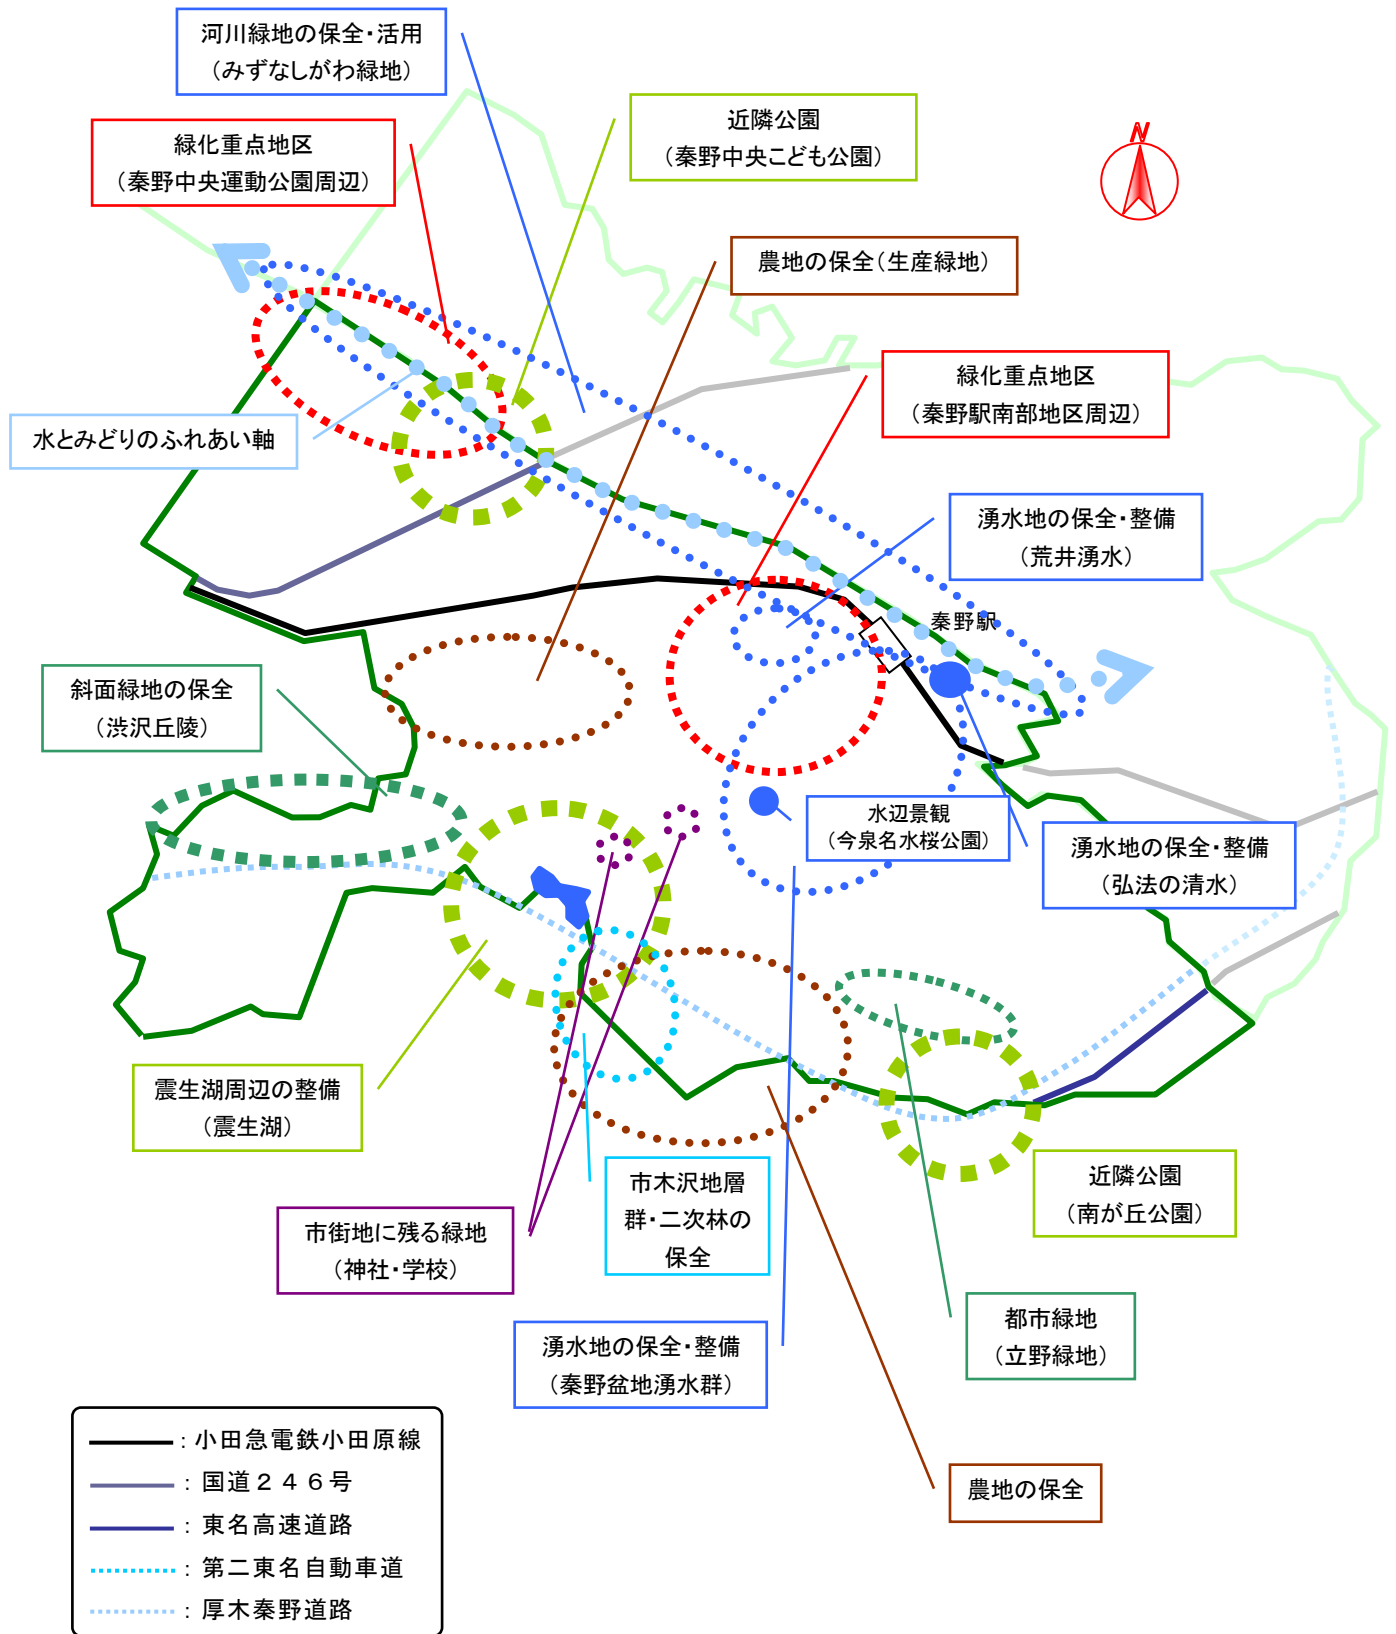 河川緑地の保全・活用
（みずなしがわ緑地）
近隣公園
（秦野中央こども公園）
緑化重点地区
（秦野中央運動公園周辺）
N
農地の保全（生産緑地）
緑化重点地区
（秦野駅南部地区周辺）
水とみどりのふれあい軸
湧水地の保全・整備
（荒井湧水）
秦野駅
斜面緑地の保全
（渋沢丘陵）
水辺景観
（今泉名水桜公園）
湧水地の保全・整備
（弘法の清水）
震生湖周辺の整備
（震生湖）
市木沢地層
群・二次林の
保全
近隣公園
（南が丘公園）
市街地に残る緑地
（神社・学校）
都市緑地
（立野緑地）
湧水地の保全・整備
（秦野盆地湧水群）
農地の保全
：小田急電鉄小田原線
：国道２４６号
：東名高速道路
：第二東名自動車道
：厚木秦野道路